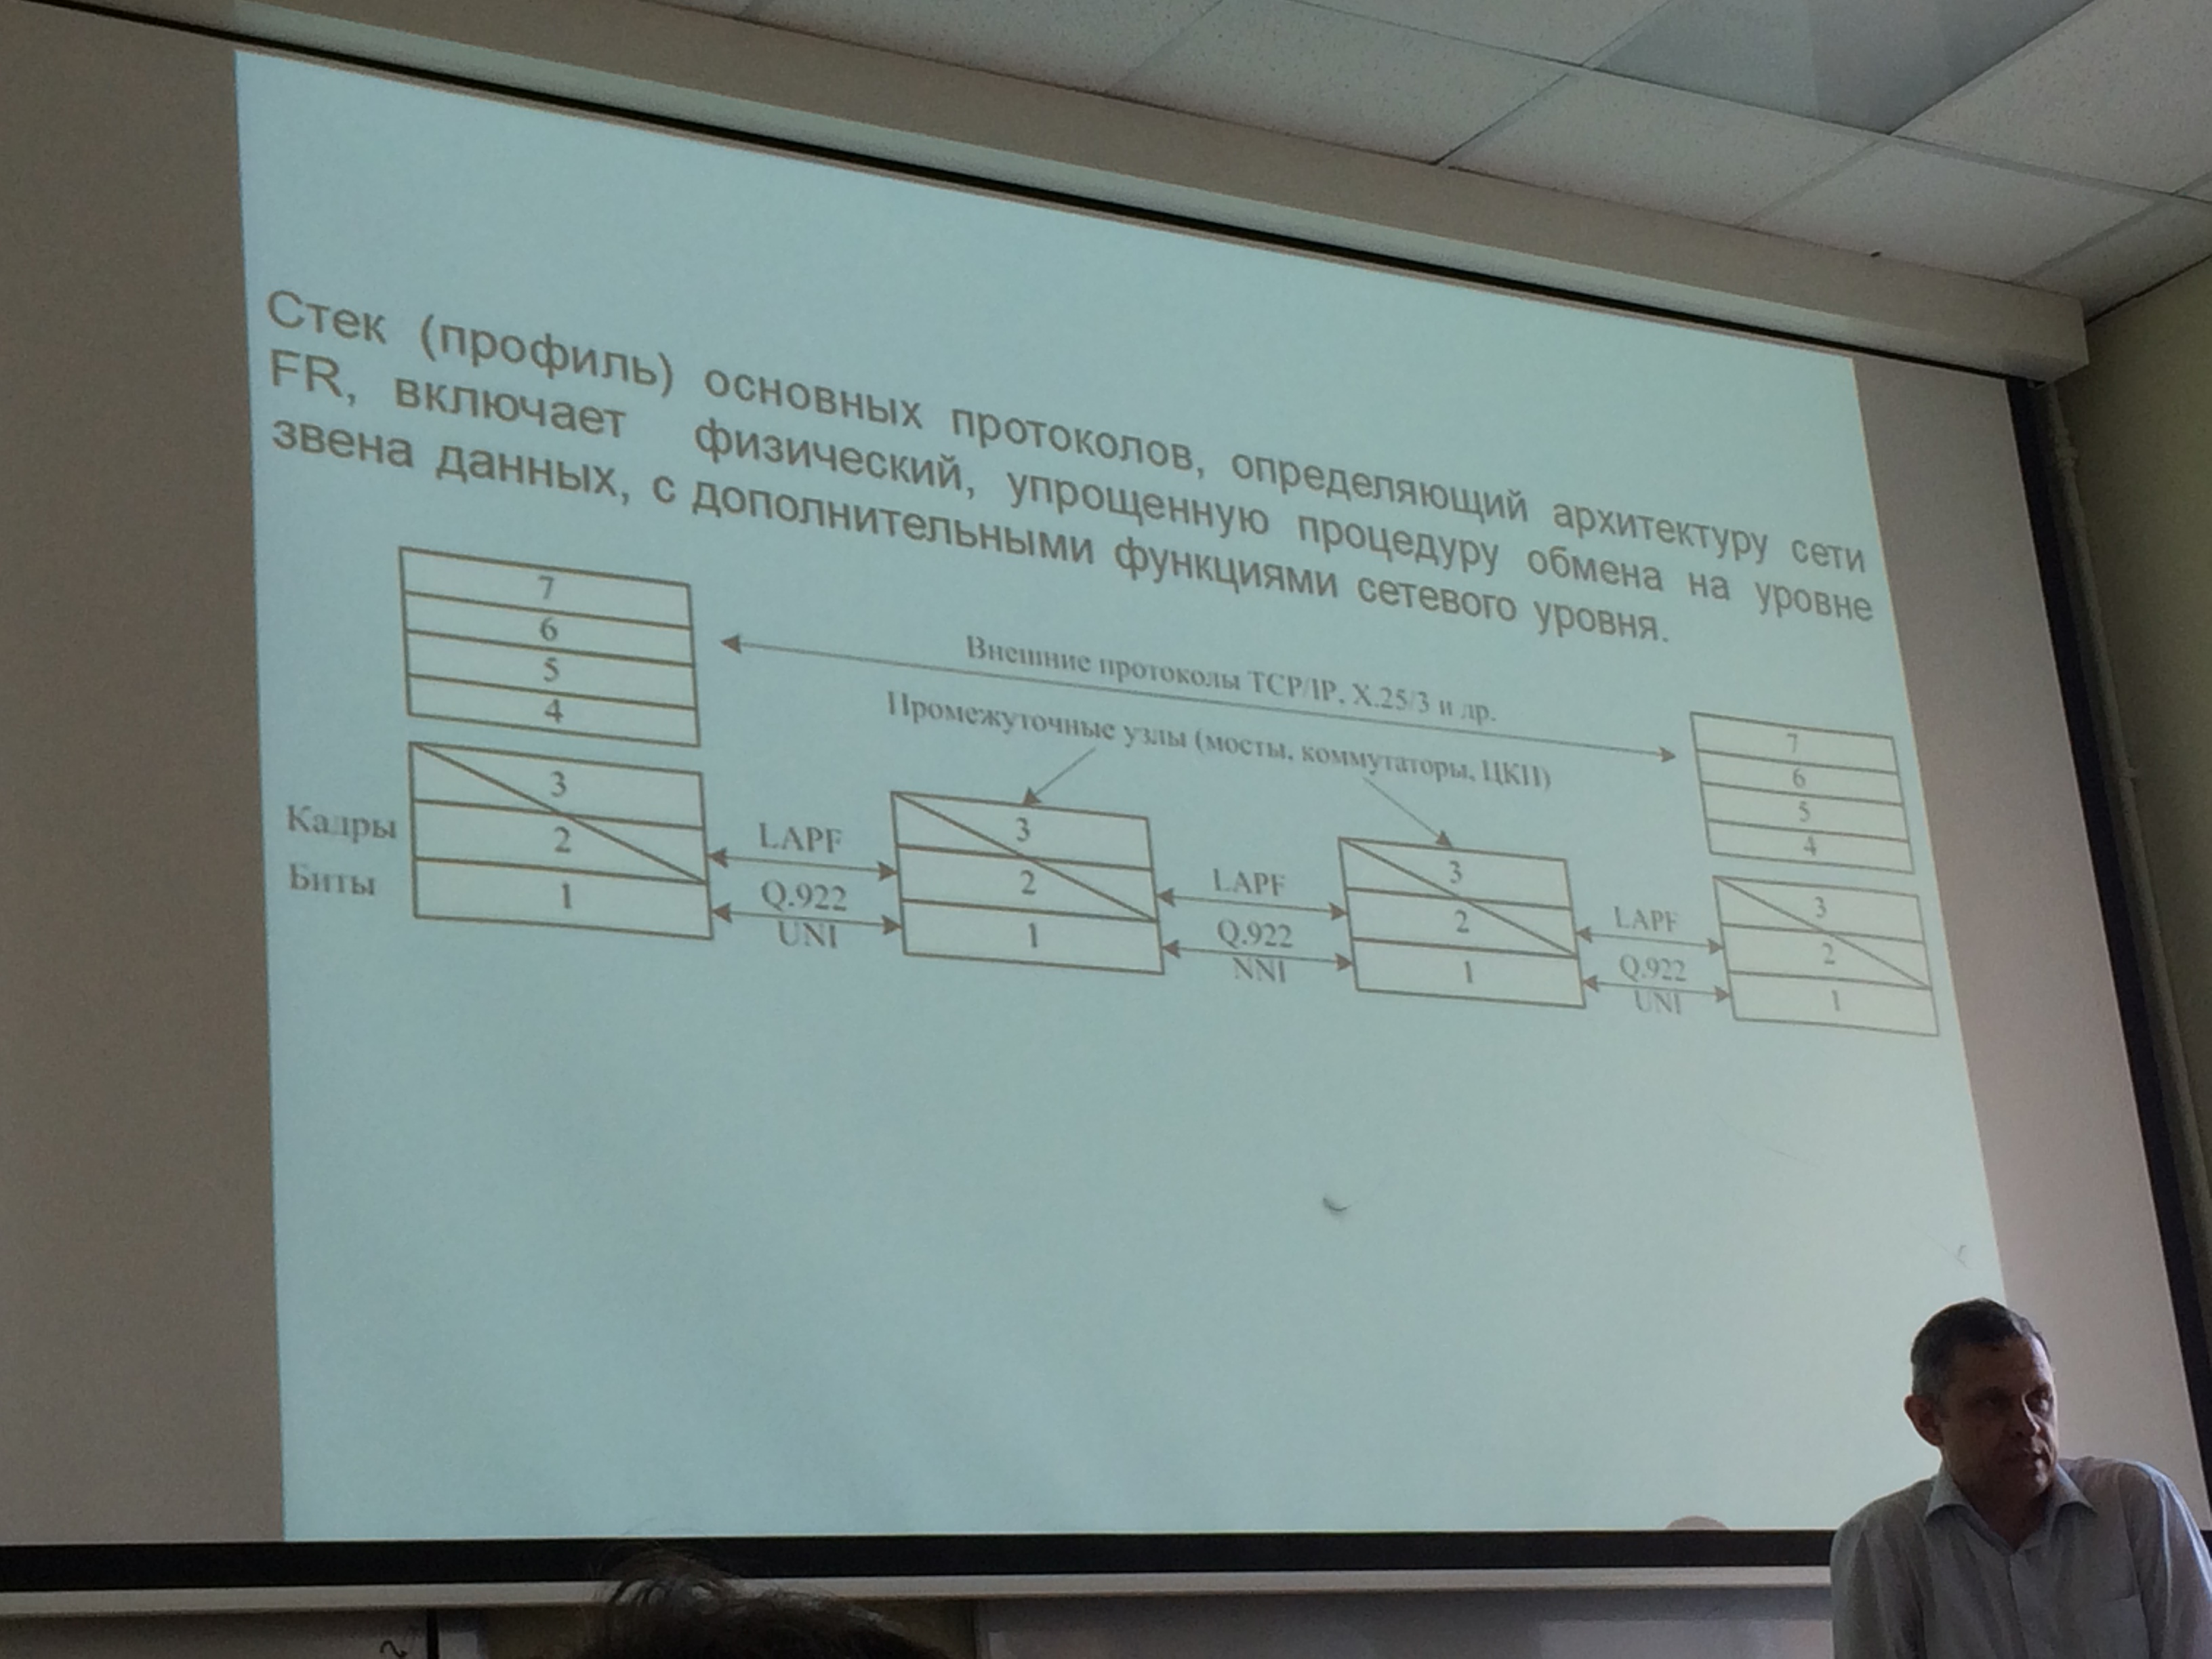 Стек (профиль) основных протоколов, определяющий архитектуру сети
FR, включает физический, упрощенную процедуру обмена на уровне
звена данных, с дополнительными функциями сетевого уровня.
7
6
5
4
Внешние протоколы TCP/IP, X.25/3 и др.
Промежуточные узлы (мосты, коммутаторы, ЦКП)
7
6
5
4
Кадры
Биты
3
2
1
LAPF
Q.922
UNI
3
2
1
LAPF
Q.922
NNI
3
2
1
LAPF
Q.922
UNI
3
2
1